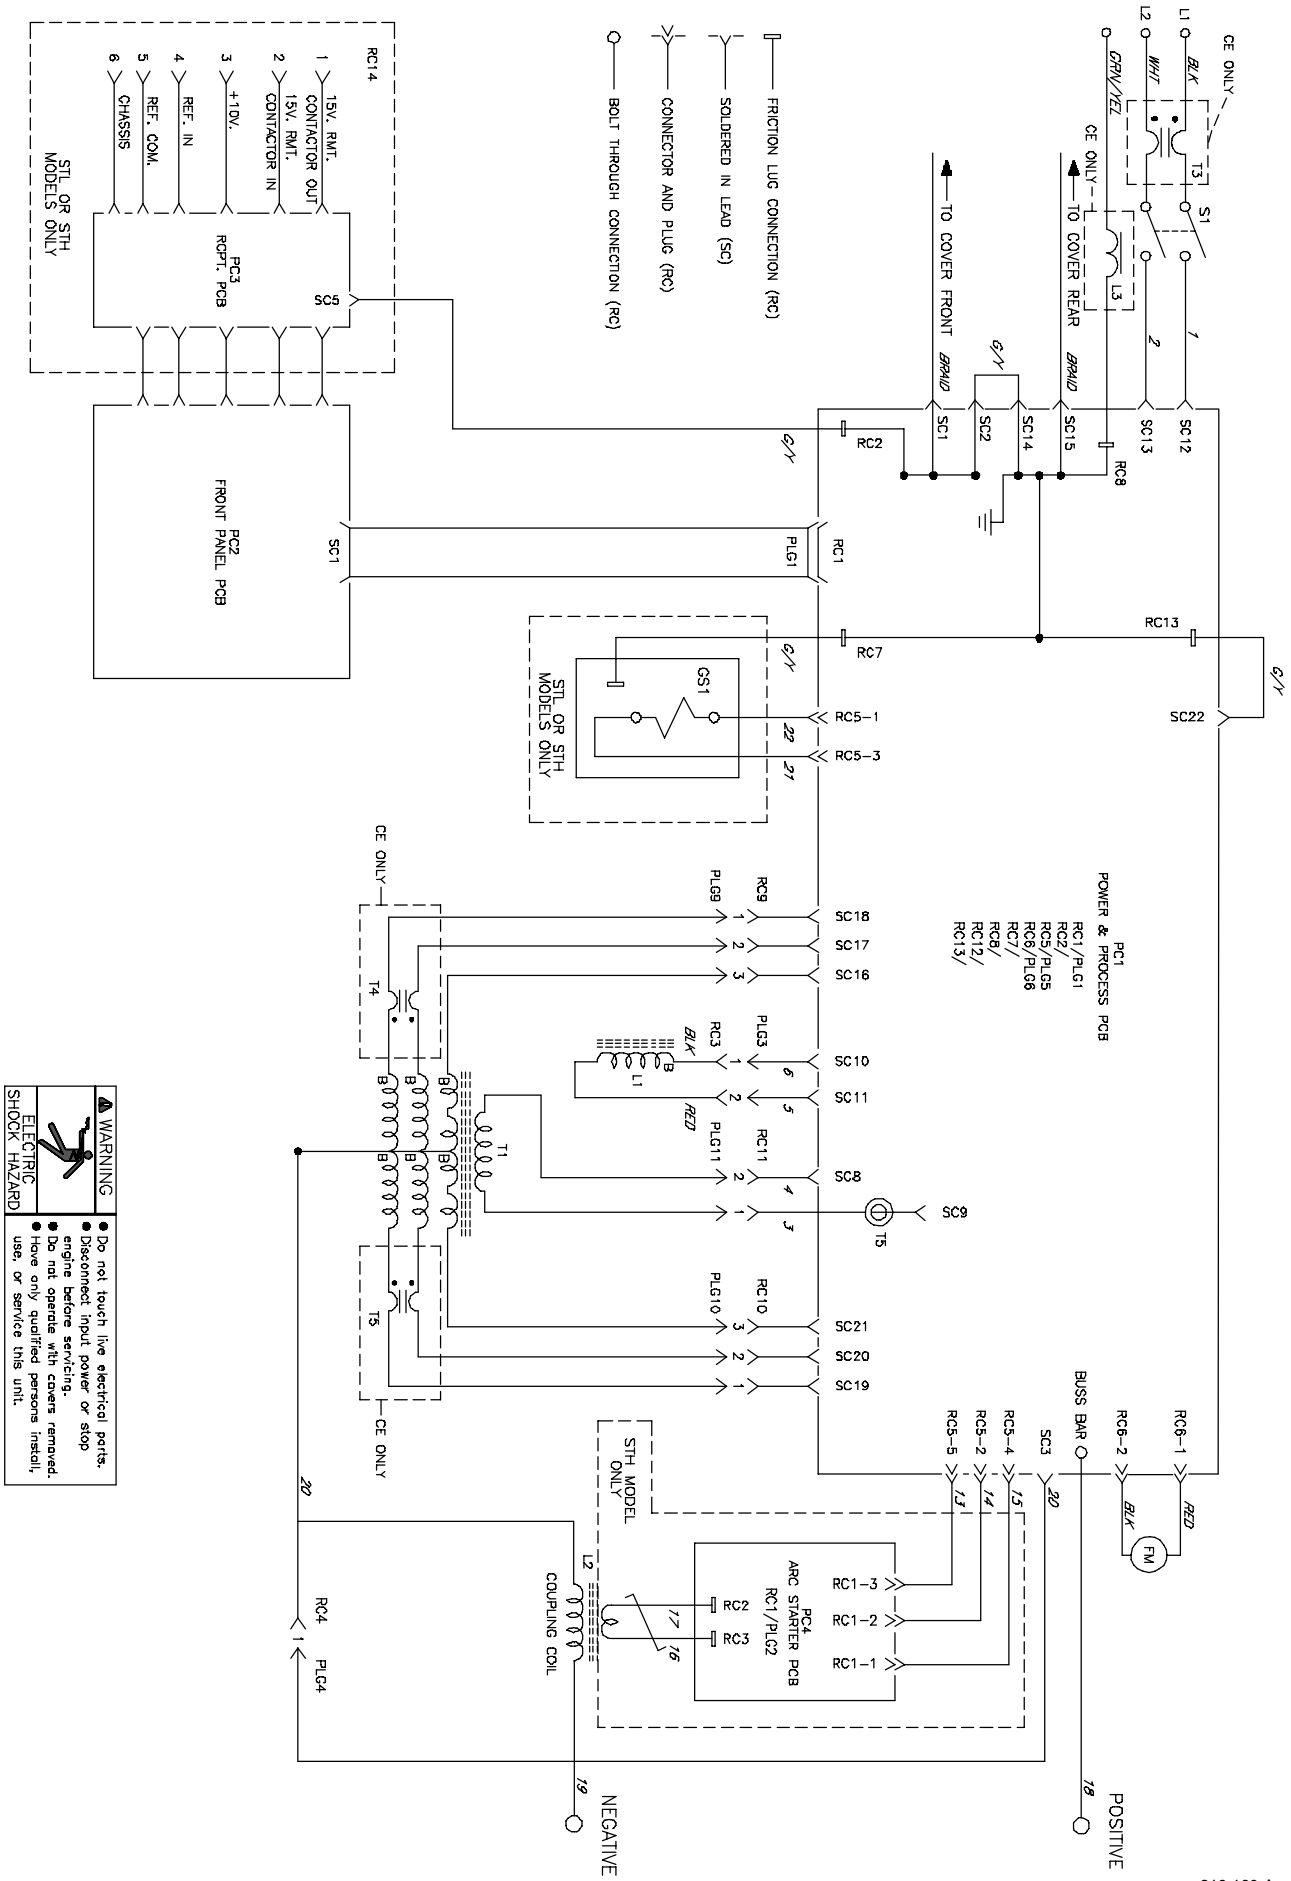 CE ONLY
L1
BLK
L2
WHT
GRN/YEL
T3
S1
CE ONLY
L3
1
2
TO COVER REAR
BRAID
TO COVER FRONT
BRAID
G/Y
SC12
SC13
RC8
SC15
SC14
SC2
SC1
RC2
G/Y
FRICTION LUG CONNECTION (RC)
SOLDERED IN LEAD (SC)
CONNECTOR AND PLUG (RC)
BOLT THROUGH CONNECTION (RC)
RC14
1
15V. RMT.
CONTACTOR OUT
2
15V. RMT.
CONTACTOR IN
3
+10V.
4
REF. IN
5
REF. COM.
6
CHASSIS
STL OR STH
MODELS ONLY
PC3
RCPT. PCB
SC5
PC2
FRONT PANEL PCB
SC1
PLG1
RC1
RC13
G/Y
SC22
RC7
G/Y
GS1
STL OR STH
MODELS ONLY
22
RC5-1
21
RC5-3
PC1
POWER & PROCESS PCB
RC1/PLG1
RC2/
RC5/PLG5
RC6/PLG6
RC7/
RC8/
RC12/
RC13/
CE ONLY
T4
PLG9
RC9
1
SC18
2
SC17
3
SC16
BLK
RC3
PLG3
1
6
SC10
B
L1
RED
2
5
SC11
PLG11
RC11
2
4
SC8
1
3
T5
SC9
T1
B
B
B
B
B
B
PLG10
RC10
3
SC21
2
SC20
1
SC19
T5
CE ONLY
RC6-1
RED
RC6-2
BLK
FM
BUSS BAR
18
POSITIVE
SC3
20
RC5-4
15
RC5-2
14
RC5-5
13
STH MODEL
ONLY
PC4
ARC STARTER PCB
RC1/PLG2
RC1-3
RC1-2
RC1-1
RC2
RC3
17
16
L2
COUPLING COIL
20
RC4
1
PLG4
19
NEGATIVE
WARNING
ELECTRIC
SHOCK HAZARD
Do not touch live electrical parts.
Disconnect input power or stop
engine before servicing.
Do not operate with covers removed.
Have only qualified persons install,
use, or service this unit.